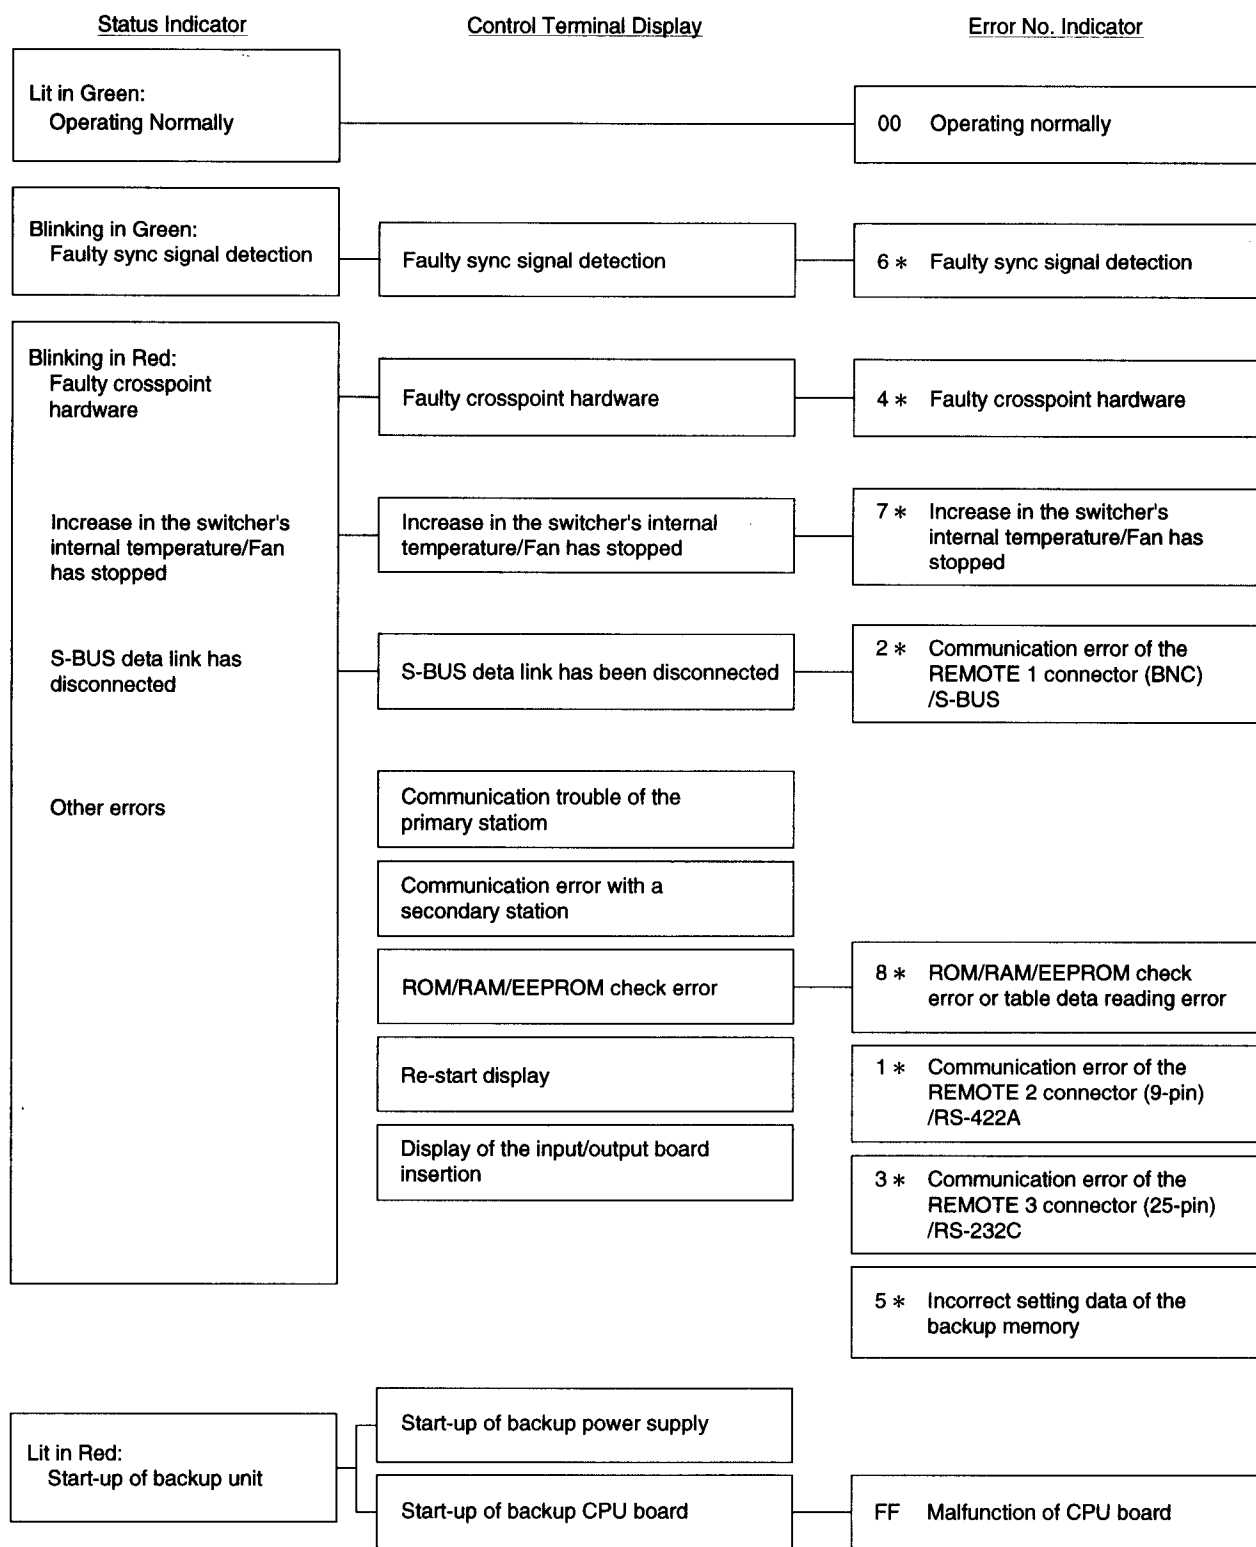 Status Indicator
Control Terminal Display
Error No. Indicator
Lit in Green:
Operating Normally
00 Operating normally
Blinking in Green:
Faulty sync signal detection
Faulty sync signal detection
6 * Faulty sync signal detection
Blinking in Red:
Faulty crosspoint
hardware
Faulty crosspoint hardware
4 * Faulty crosspoint hardware
Increase in the switcher's
internal temperature/Fan
has stopped
Increase in the switcher's internal
temperature/Fan has stopped
7 * Increase in the switcher's
internal temperature/Fan has
stopped
S-BUS deta link has
disconnected
S-BUS deta link has been disconnected
2 * Communication error of the
REMOTE 1 connector (BNC)
/S-BUS
Other errors
Communication trouble of the
primary statiom
Communication error with a
secondary station
ROM/RAM/EEPROM check error
8 * ROM/RAM/EEPROM check
error or table deta reading error
Re-start display
1 * Communication error of the
REMOTE 2 connector (9-pin)
/RS-422A
Display of the input/output board
insertion
3 * Communication error of the
REMOTE 3 connector (25-pin)
/RS-232C
5 * Incorrect setting data of the
backup memory
Lit in Red:
Start-up of backup unit
Start-up of backup power supply
Start-up of backup CPU board
FF Malfunction of CPU board